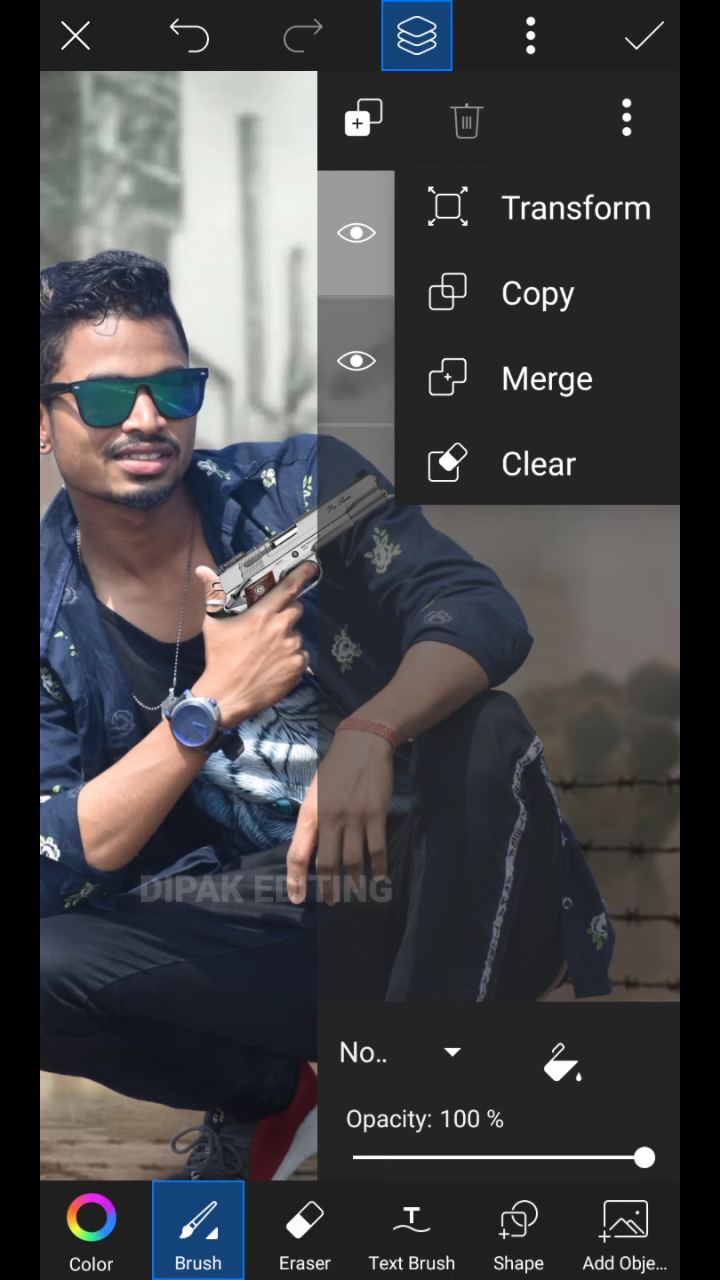 Transform
Copy
Merge
Clear
DIPAK EDITING
No..
Opacity: 100 %
Color
Brush
Eraser
Text Brush
Shape
Add Obje...